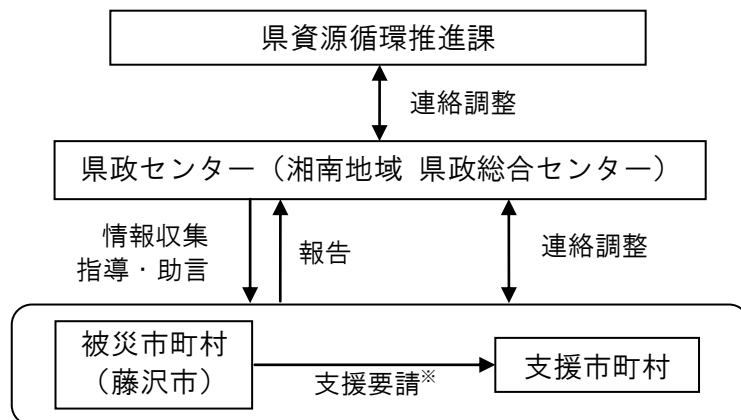 県資源循環推進課
連絡調整
県政センター（湘南地域 県政総合センター）
情報収集
指導・助言
報告
連絡調整
被災市町村
（藤沢市）
支援要請※
支援市町村